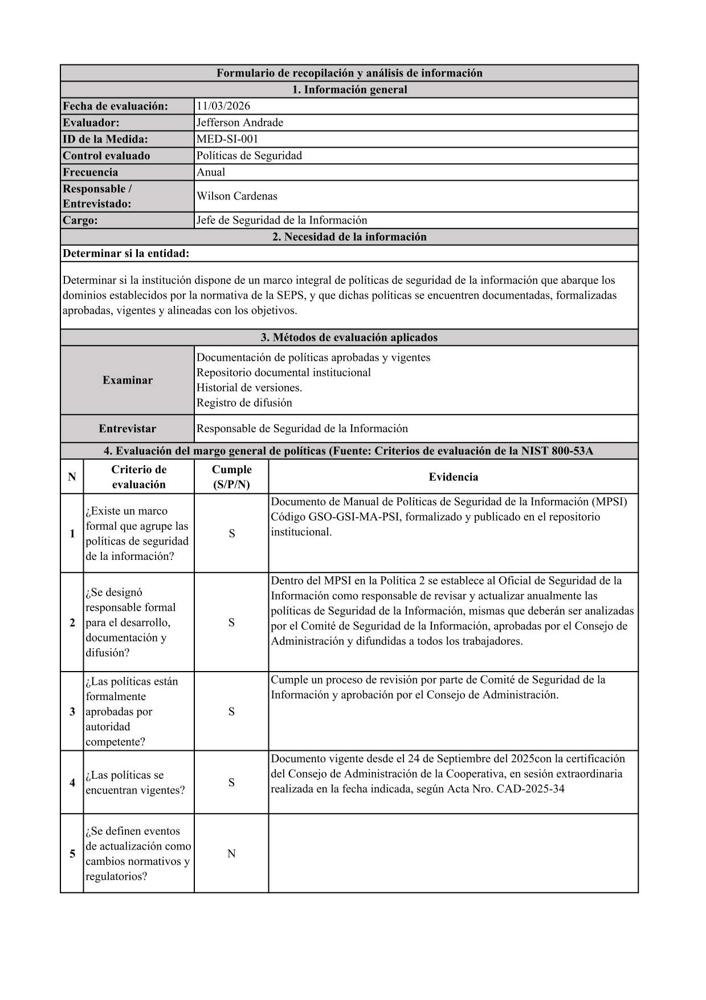 Formulario de recopilación y análisis de información
1. Información general
Fecha de evaluación: 11/03/2026
Evaluador: Jefferson Andrade
ID de la Medida: MED-SI-001
Control evaluado Políticas de Seguridad
Frecuencia Anual
Responsable /
Entrevistado:
Wilson Cardenas
Cargo: Jefe de Seguridad de la Información
2. Necesidad de la información
Determinar si la entidad:
Determinar si la institución dispone de un marco integral de políticas de seguridad de la información que abarque los
dominios establecidos por la normativa de la SEPS, y que dichas políticas se encuentren documentadas, formalizadas
aprobadas, vigentes y alineadas con los objetivos.
3. Métodos de evaluación aplicados
Examinar
Documentación de políticas aprobadas y vigentes
Repositorio documental institucional
Historial de versiones.
Registro de difusión
Entrevistar Responsable de Seguridad de la Información
4. Evaluación del margo general de políticas (Fuente: Criterios de evaluación de la NIST 800-53A
N
Criterio de
evaluación
Cumple
(S/P/N)
Evidencia
1
¿Existe un marco
formal que agrupe las
políticas de seguridad
de la información?
S
Documento de Manual de Políticas de Seguridad de la Información (MPSI)
Código GSO-GSI-MA-PSI, formalizado y publicado en el repositorio
institucional.
2
¿Se designó
responsable formal
para el desarrollo,
documentación y
difusión?
S
Dentro del MPSI en la Política 2 se establece al Oficial de Seguridad de la
Información como responsable de revisar y actualizar anualmente las
políticas de Seguridad de la Información, mismas que deberán ser analizadas
por el Comité de Seguridad de la Información, aprobadas por el Consejo de
Administración y difundidas a todos los trabajadores.
3
¿Las políticas están
formalmente
aprobadas por
autoridad
competente?
S
Cumple un proceso de revisión por parte de Comité de Seguridad de la
Información y aprobación por el Consejo de Administración.
4
¿Las políticas se
encuentran vigentes?
S
Documento vigente desde el 24 de Septiembre del 2025con la certificación
del Consejo de Administración de la Cooperativa, en sesión extraordinaria
realizada en la fecha indicada, según Acta Nro. CAD-2025-34
5
¿Se definen eventos
de actualización como
cambios normativos y
regulatorios?
N